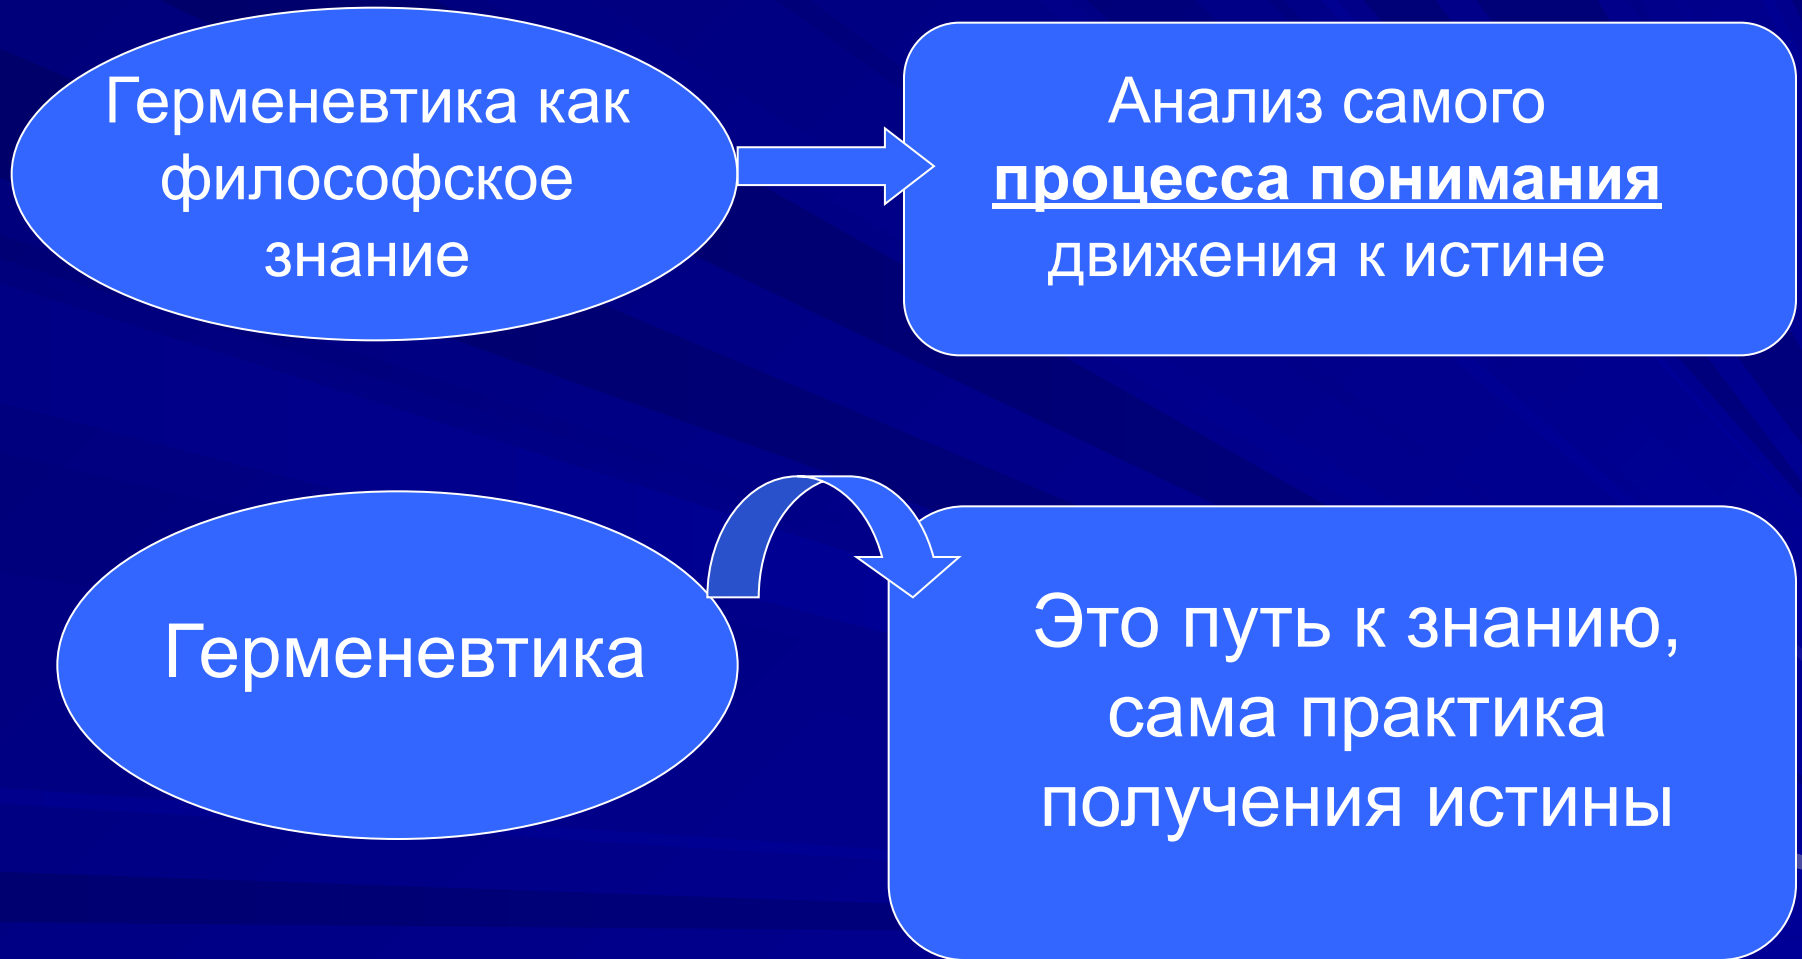 Герменевтика как
философское
знание
Анализ самого
процесса понимания
движения к истине
Герменевтика
Это путь к знанию,
сама практика
получения истины